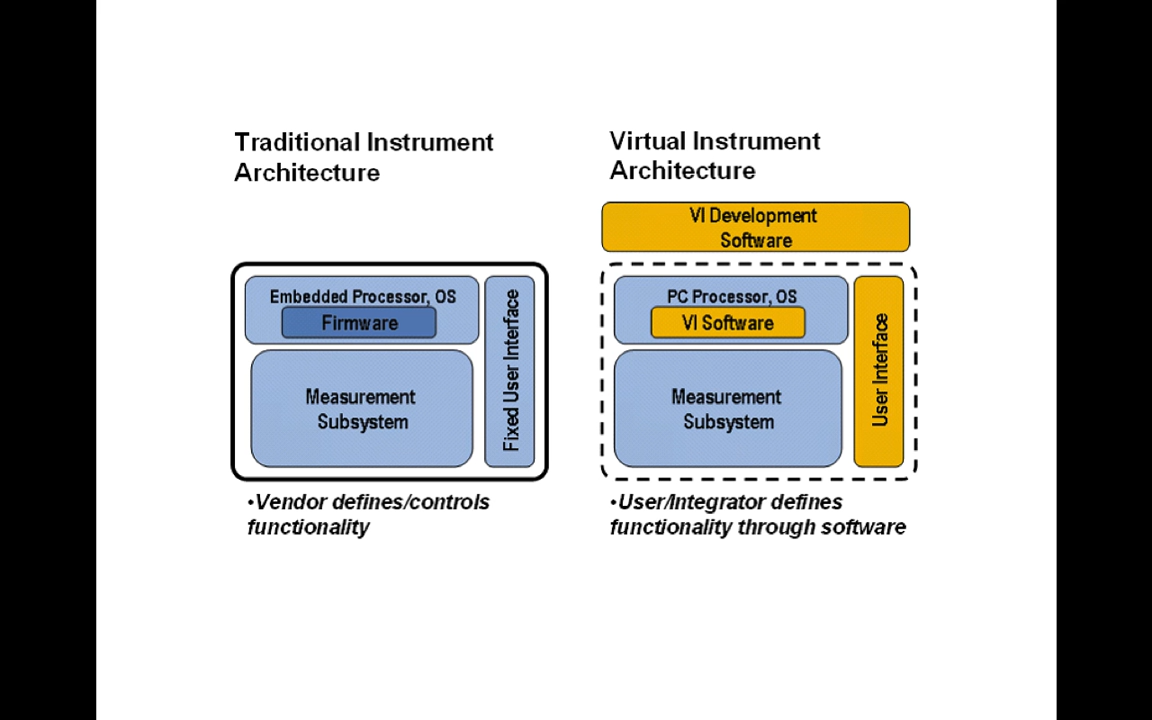 Traditional Instrument
Architecture
Embedded Processor, OS
Firmware
Measurement
Subsystem
Fixed User Interface
•Vendor defines/controls
functionality
Virtual Instrument
Architecture
VI Development
Software
PC Processor, OS
VI Software
Measurement
Subsystem
User Interface
•User/Integrator defines
functionality through software